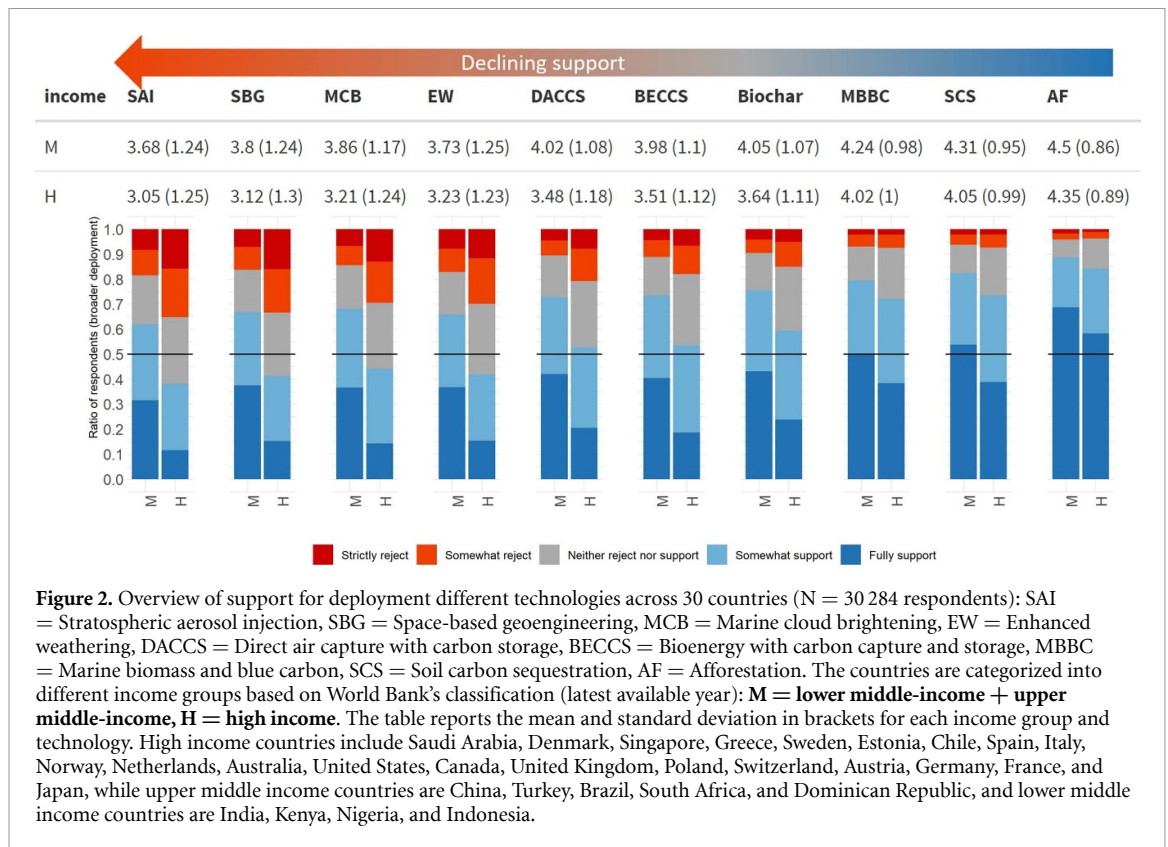 Declining support
income SAI SBG MCB EW DACCS BECCS Biochar MBBC SCS AF
M 3.68 (1.24) 3.8 (1.24) 3.86 (1.17) 3.73 (1.25) 4.02 (1.08) 3.98 (1.1) 4.05 (1.07) 4.24 (0.98) 4.31 (0.95) 4.5 (0.86)
H 3.05 (1.25) 3.12 (1.3) 3.21 (1.24) 3.23 (1.23) 3.48 (1.18) 3.51 (1.12) 3.64 (1.11) 4.02 (1) 4.05 (0.99) 4.35 (0.89)
Ratio of respondents (broader deployment)
1.0
0.9
0.8
0.7
0.6
0.5
0.4
0.3
0.2
0.1
0.0
M H M H M H M H M H M H M H M H M H M H
Strictly reject Somewhat reject Neither reject nor support Somewhat support Fully support
Figure 2. Overview of support for deployment different technologies across 30 countries (N = 30 284 respondents): SAI
= Stratospheric aerosol injection, SBG = Space-based geoengineering, MCB = Marine cloud brightening, EW = Enhanced
weathering, DACCS = Direct air capture with carbon storage, BECCS = Bioenergy with carbon capture and storage, MBBC
= Marine biomass and blue carbon, SCS = Soil carbon sequestration, AF = Afforestation. The countries are categorized into
different income groups based on World Bank's classification (latest available year): M = lower middle-income + upper
middle-income, H = high income. The table reports the mean and standard deviation in brackets for each income group and
technology. High income countries include Saudi Arabia, Denmark, Singapore, Greece, Sweden, Estonia, Chile, Spain, Italy,
Norway, Netherlands, Australia, United States, Canada, United Kingdom, Poland, Switzerland, Austria, Germany, France, and
Japan, while upper middle income countries are China, Turkey, Brazil, South Africa, and Dominican Republic, and lower middle
income countries are India, Kenya, Nigeria, and Indonesia.